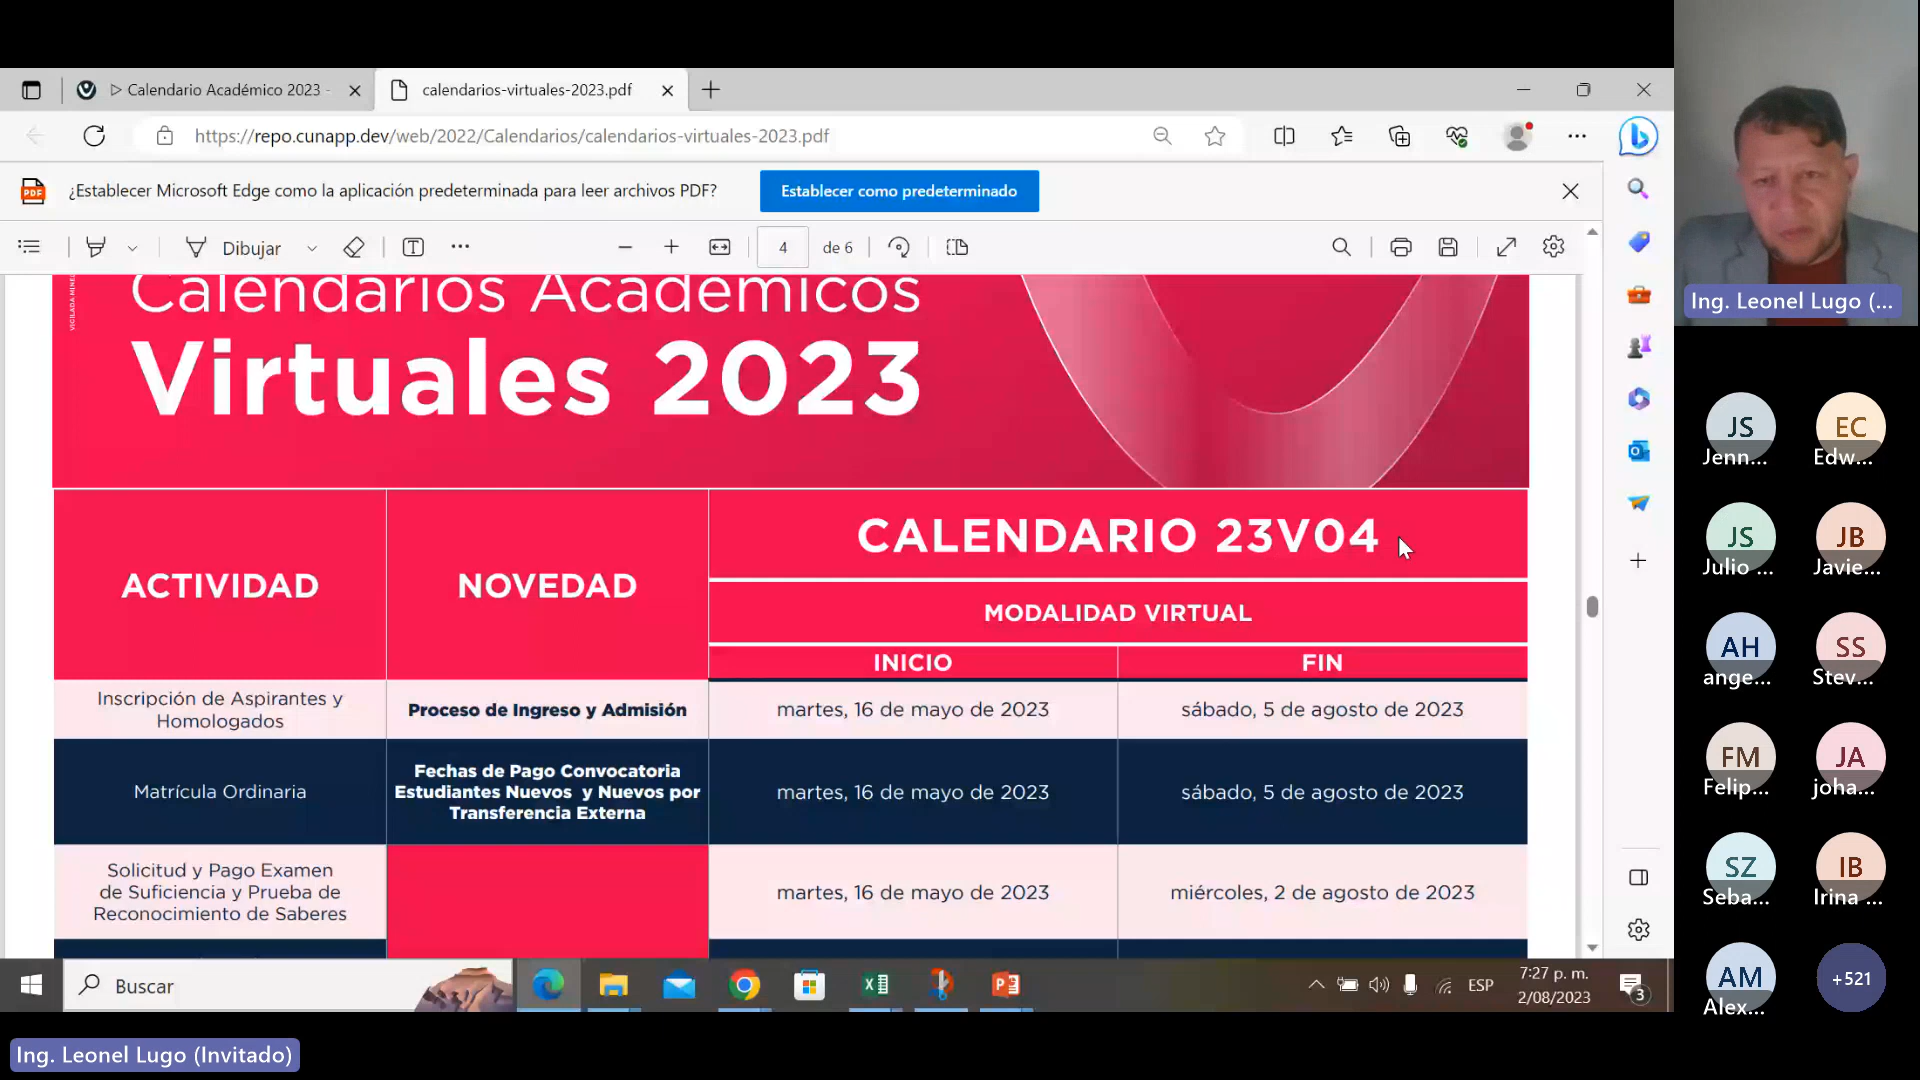 ▷ Calendario Académico 2023 -
calendarios-virtuales-2023.pdf
https://repo.cunapp.dev/web/2022/Calendarios/calendarios-virtuales-2023.pdf
PDF
¿Establecer Microsoft Edge como la aplicación predeterminada para leer archivos PDF?
Establecer como predeterminado
Dibujar
4
de 6
Calendarios Académicos
Virtuales 2023
ACTIVIDAD
NOVEDAD
CALENDARIO 23V04
MODALIDAD VIRTUAL
INICIO
FIN
Inscripción de Aspirantes y
Homologados
Proceso de Ingreso y Admisión
martes, 16 de mayo de 2023
sábado, 5 de agosto de 2023
Matrícula Ordinaria
Fechas de Pago Convocatoria
Estudiantes Nuevos y Nuevos por
Transferencia Externa
martes, 16 de mayo de 2023
sábado, 5 de agosto de 2023
Solicitud y Pago Examen
de Suficiencia y Prueba de
Reconocimiento de Saberes
martes, 16 de mayo de 2023
miércoles, 2 de agosto de 2023
Buscar
ESP
7:27 p. m.
2/08/2023
3
Ing. Leonel Lugo (Invitado)
Ing. Leonel Lugo (...
JS
Jenn...
EC
Edw...
JS
Julio ...
JB
Javie...
AH
ange...
SS
Stev...
FM
Felip...
JA
joha...
SZ
Seba...
IB
Irina ...
AM
Alex...
+521